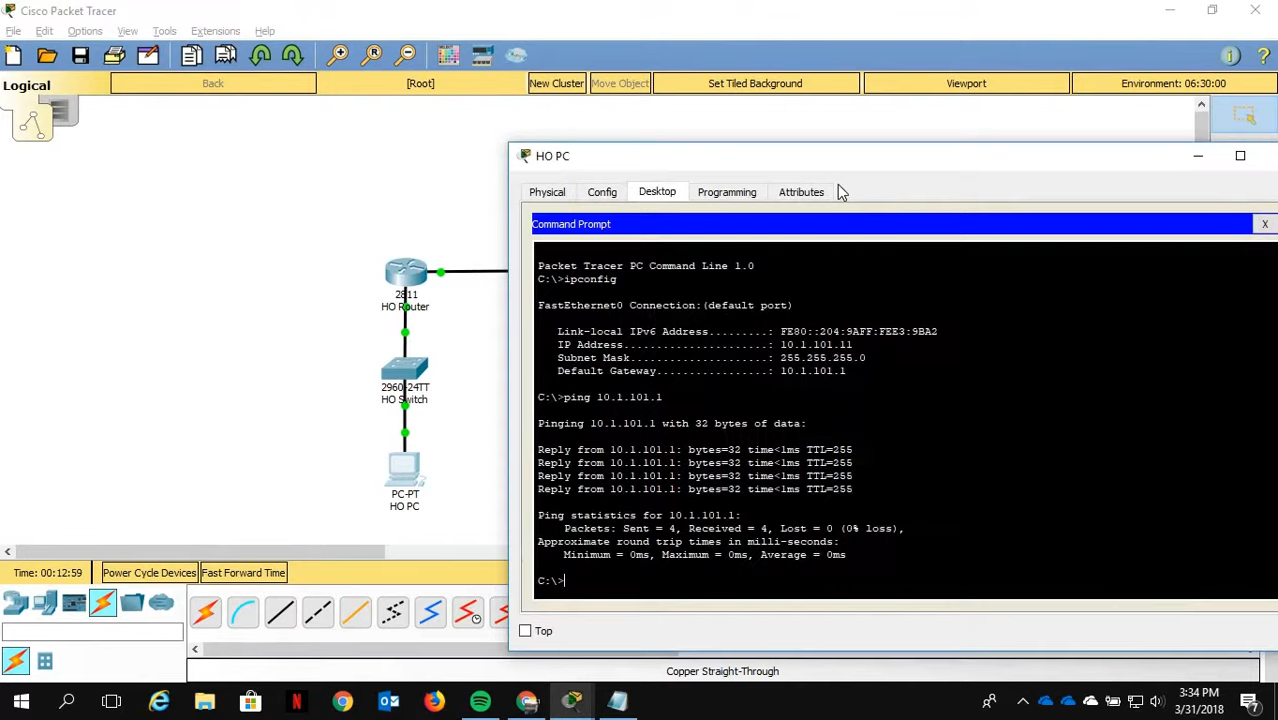 Cisco Packet Tracer
File Edit Options View Tools Extensions Help
Logical
Back
[Root]
New Cluster
Move Object
Set Tiled Background
Viewport
Environment: 06:30:00
HO PC
Physical Config Desktop Programming Attributes
Command Prompt
X
Packet Tracer PC Command Line 1.0
C:\>ipconfig
FastEthernet0 Connection:(default port)
Link-local IPv6 Address.........: FE80::204:9AFF:FEE3:9BA2
IP Address......................: 10.1.101.11
Subnet Mask.....................: 255.255.255.0
Default Gateway.................: 10.1.101.1
C:\>ping 10.1.101.1
Pinging 10.1.101.1 with 32 bytes of data:
Reply from 10.1.101.1: bytes=32 time<1ms TTL=255
Reply from 10.1.101.1: bytes=32 time<1ms TTL=255
Reply from 10.1.101.1: bytes=32 time<1ms TTL=255
Reply from 10.1.101.1: bytes=32 time<1ms TTL=255
Ping statistics for 10.1.101.1:
Packets: Sent = 4, Received = 4, Lost = 0 (0% loss),
Approximate round trip times in milli-seconds:
Minimum = 0ms, Maximum = 0ms, Average = 0ms
C:\>
Top
2811
HO Router
2960-24TT
HO Switch
PC-PT
HO PC
Time: 00:12:59
Power Cycle Devices
Fast Forward Time
Copper Straight-Through
3:34 PM
3/31/2018
7